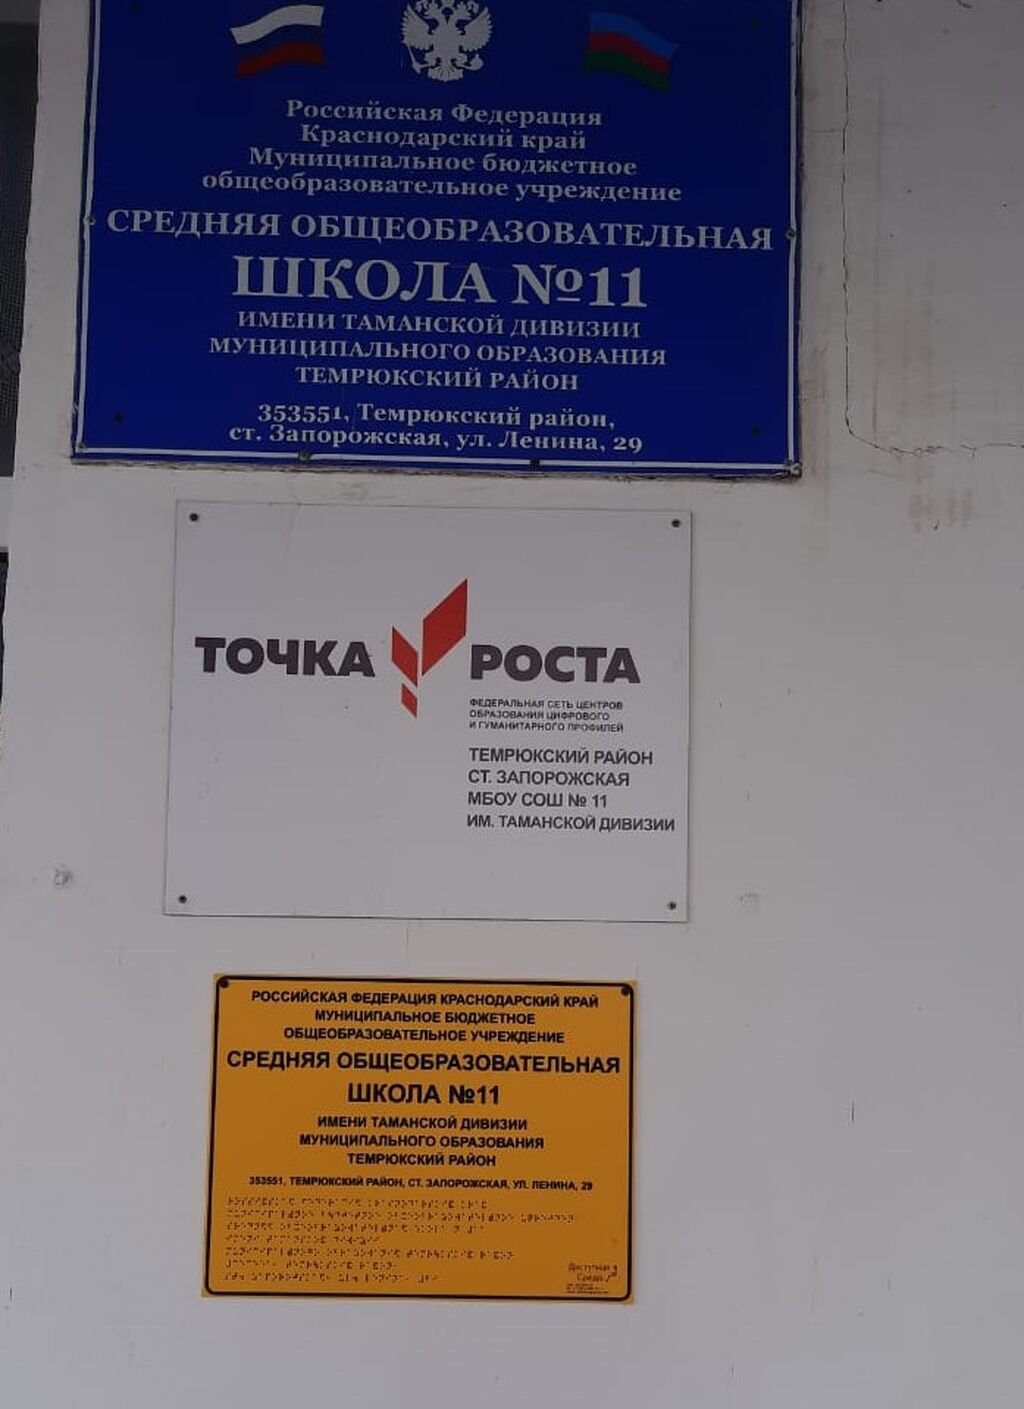 Российская Федерация
Краснодарский край
Муниципальное бюджетное
общеобразовательное учреждение
СРЕДНЯЯ ОБЩЕОБРАЗОВАТЕЛЬНАЯ
ШКОЛА №11
ИМЕНИ ТАМАНСКОЙ ДИВИЗИИ
МУНИЦИПАЛЬНОГО ОБРАЗОВАНИЯ
ТЕМРЮКСКИЙ РАЙОН
353551, Темрюкский район,
ст. Запорожская, ул. Ленина, 29
ТОЧКА РОСТА
ФЕДЕРАЛЬНАЯ СЕТЬ ЦЕНТРОВ
ОБРАЗОВАНИЯ ЦИФРОВОГО
И ГУМАНИТАРНОГО ПРОФИЛЕЙ
ТЕМРЮКСКИЙ РАЙОН
СТ. ЗАПОРОЖСКАЯ
МБОУ СОШ № 11
ИМ. ТАМАНСКОЙ ДИВИЗИИ
РОССИЙСКАЯ ФЕДЕРАЦИЯ КРАСНОДАРСКИЙ КРАЙ
МУНИЦИПАЛЬНОЕ БЮДЖЕТНОЕ
ОБЩЕОБРАЗОВАТЕЛЬНОЕ УЧРЕЖДЕНИЕ
СРЕДНЯЯ ОБЩЕОБРАЗОВАТЕЛЬНАЯ
ШКОЛА №11
ИМЕНИ ТАМАНСКОЙ ДИВИЗИИ
МУНИЦИПАЛЬНОГО ОБРАЗОВАНИЯ
ТЕМРЮКСКИЙ РАЙОН
353551, ТЕМРЮКСКИЙ РАЙОН, СТ. ЗАПОРОЖСКАЯ, УЛ. ЛЕНИНА, 29
Доступная
Среда